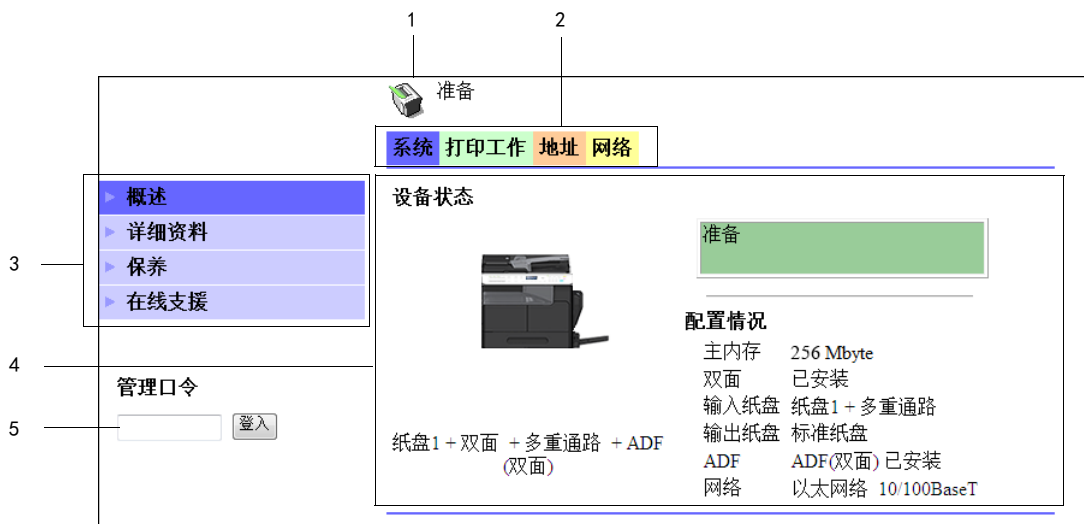 1
2
准备
系统 打印工作 地址 网络
3
概述
详细资料
保养
在线支援
4
管理口令
5
登入
设备状态
纸盘1 + 双面 + 多重通路 + ADF
(双面)
准备
配置情况
主内存 256 Mbyte
双面 已安装
输入纸盘 纸盘1 + 多重通路
输出纸盘 标准纸盘
ADF ADF(双面) 已安装
网络 以太网络 10/100BaseT